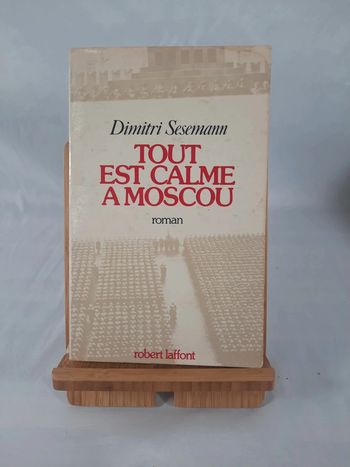 Dimitri Sesemann
TOUT
EST CALME
A MOSCOU
roman
robert laffont